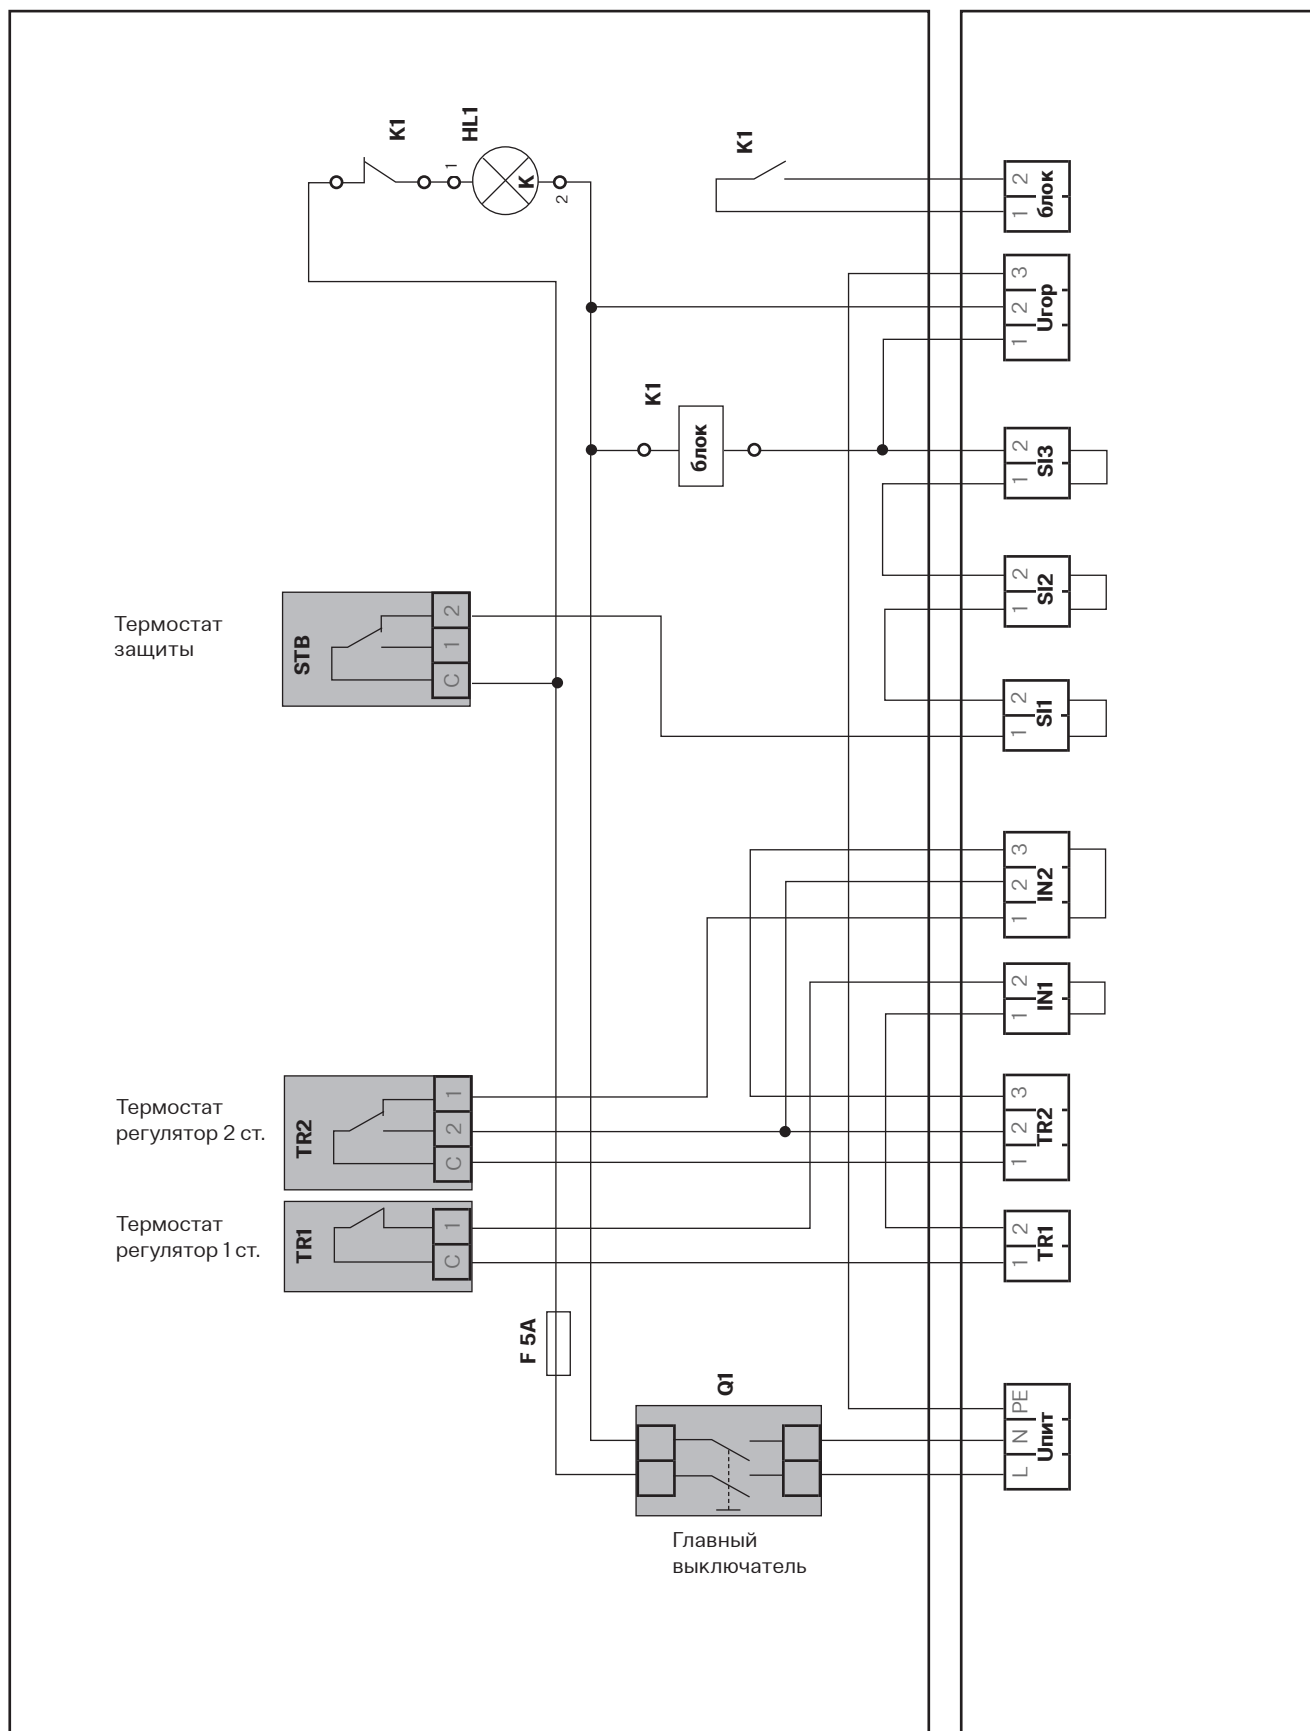 K1
HL1
1
K
2
K1
2
1
блок
3
2
1
Uгор
K1
блок
2
1
SI3
2
1
SI2
Термостат
защиты
STB
2
1
C
2
1
SI1
3
2
1
IN2
2
1
IN1
Термостат
регулятор 2 ст.
TR2
1
2
C
3
2
1
TR2
Термостат
регулятор 1 ст.
TR1
1
C
2
1
TR1
F 5A
Q1
L N PE
Uпит
Главный
выключатель